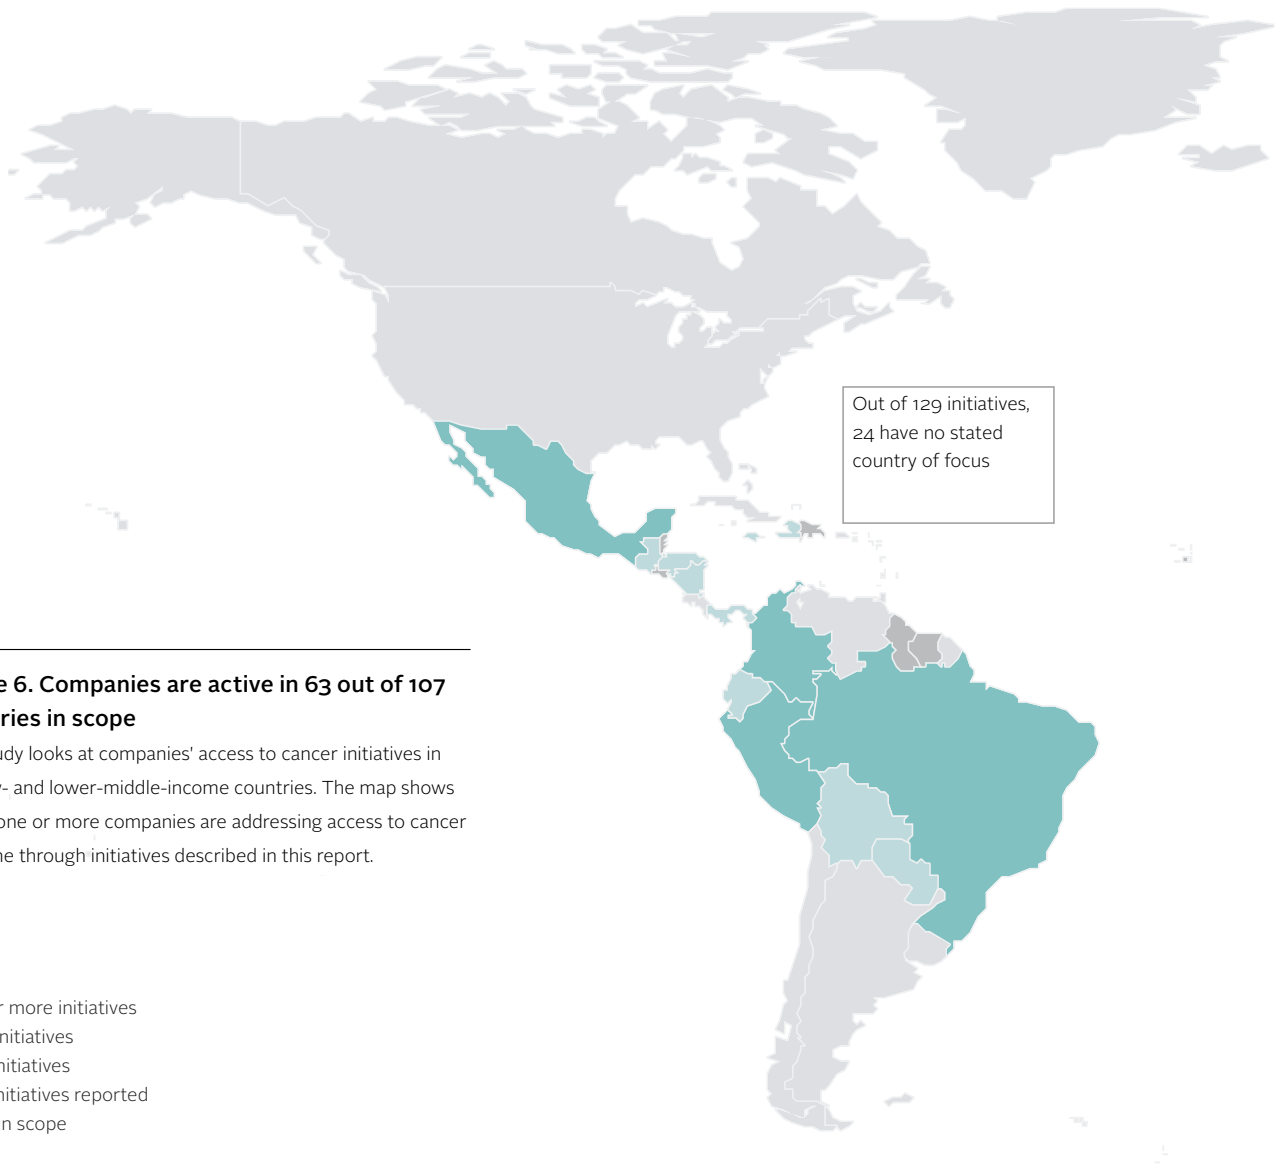 Out of 129 initiatives,
24 have no stated
country of focus
e 6. Companies are active in 63 out of 107
ries in scope
udy looks at companies' access to cancer initiatives in
- and lower-middle-income countries. The map shows
one or more companies are addressing access to cancer
ne through initiatives described in this report.
r more initiatives
nitiatives
nitiatives
nitiatives reported
n scope